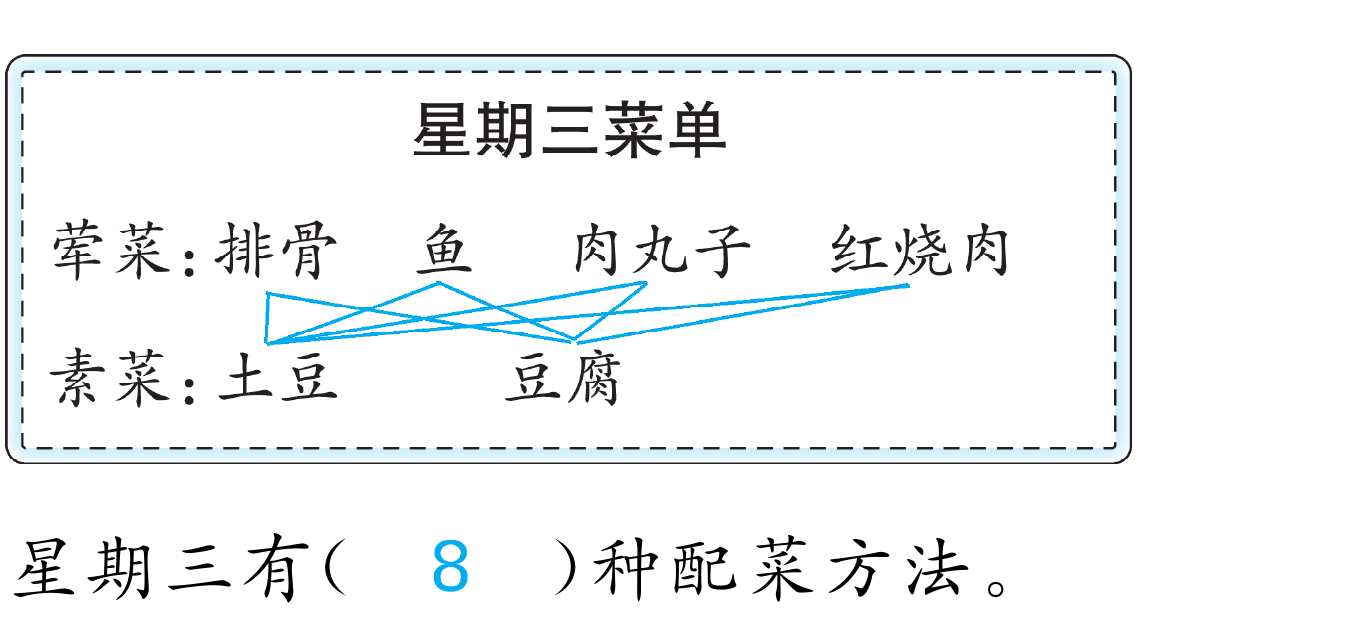 星期三菜单
荤菜:排骨 鱼 肉丸子 红烧肉
素菜:土豆 豆腐
星期三有( 8 )种配菜方法。